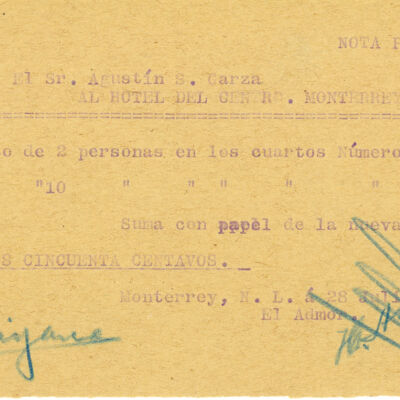 NOTA P
El Sr. Agustín S. Garza
AL HOTEL DEL CENTRO. MONTERREY
o de 2 personas en los cuartos Número
"10 " " " " "
Suma con papel de la nueva
S CINCUENTA CENTAVOS. _
Monterrey, N. L. á 28 Juli
El Admor.